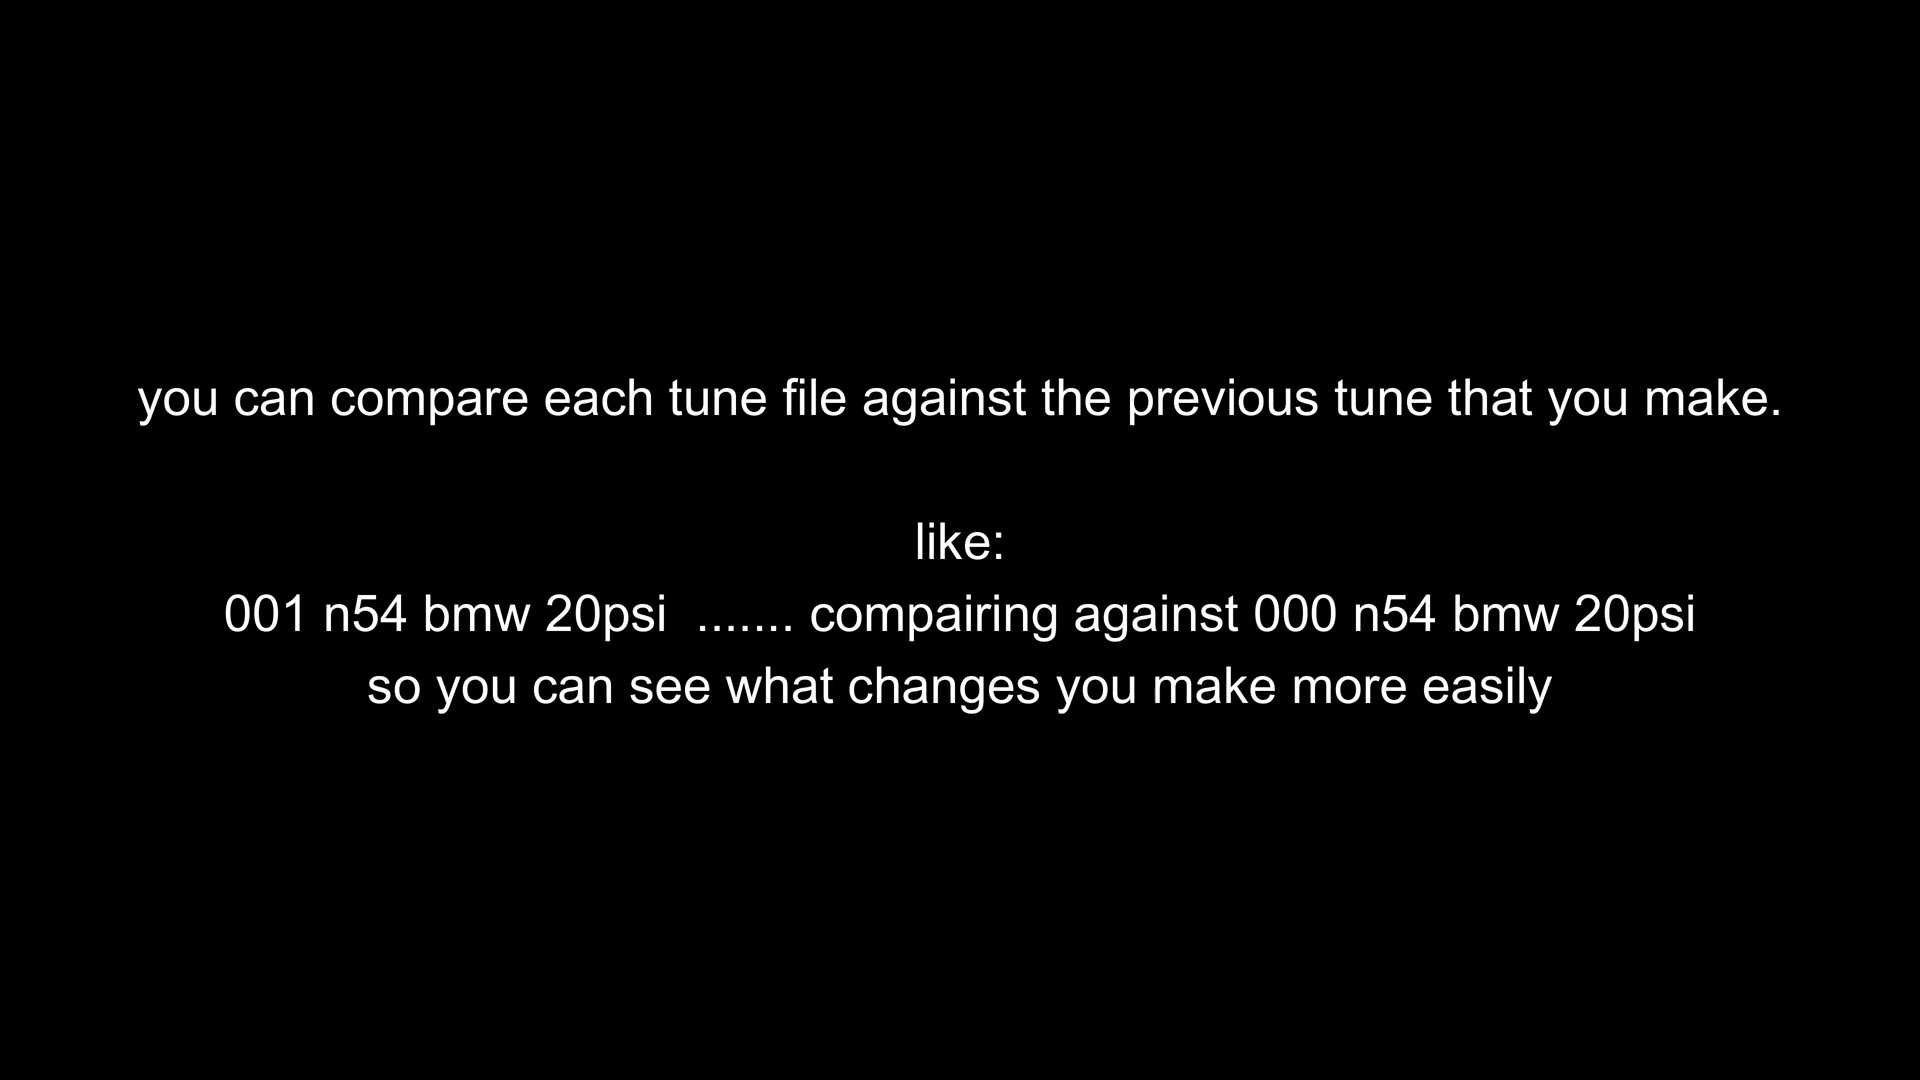 you can compare each tune file against the previous tune that you make.
like:
001 n54 bmw 20psi  ....... compairing against 000 n54 bmw 20psi
so you can see what changes you make more easily